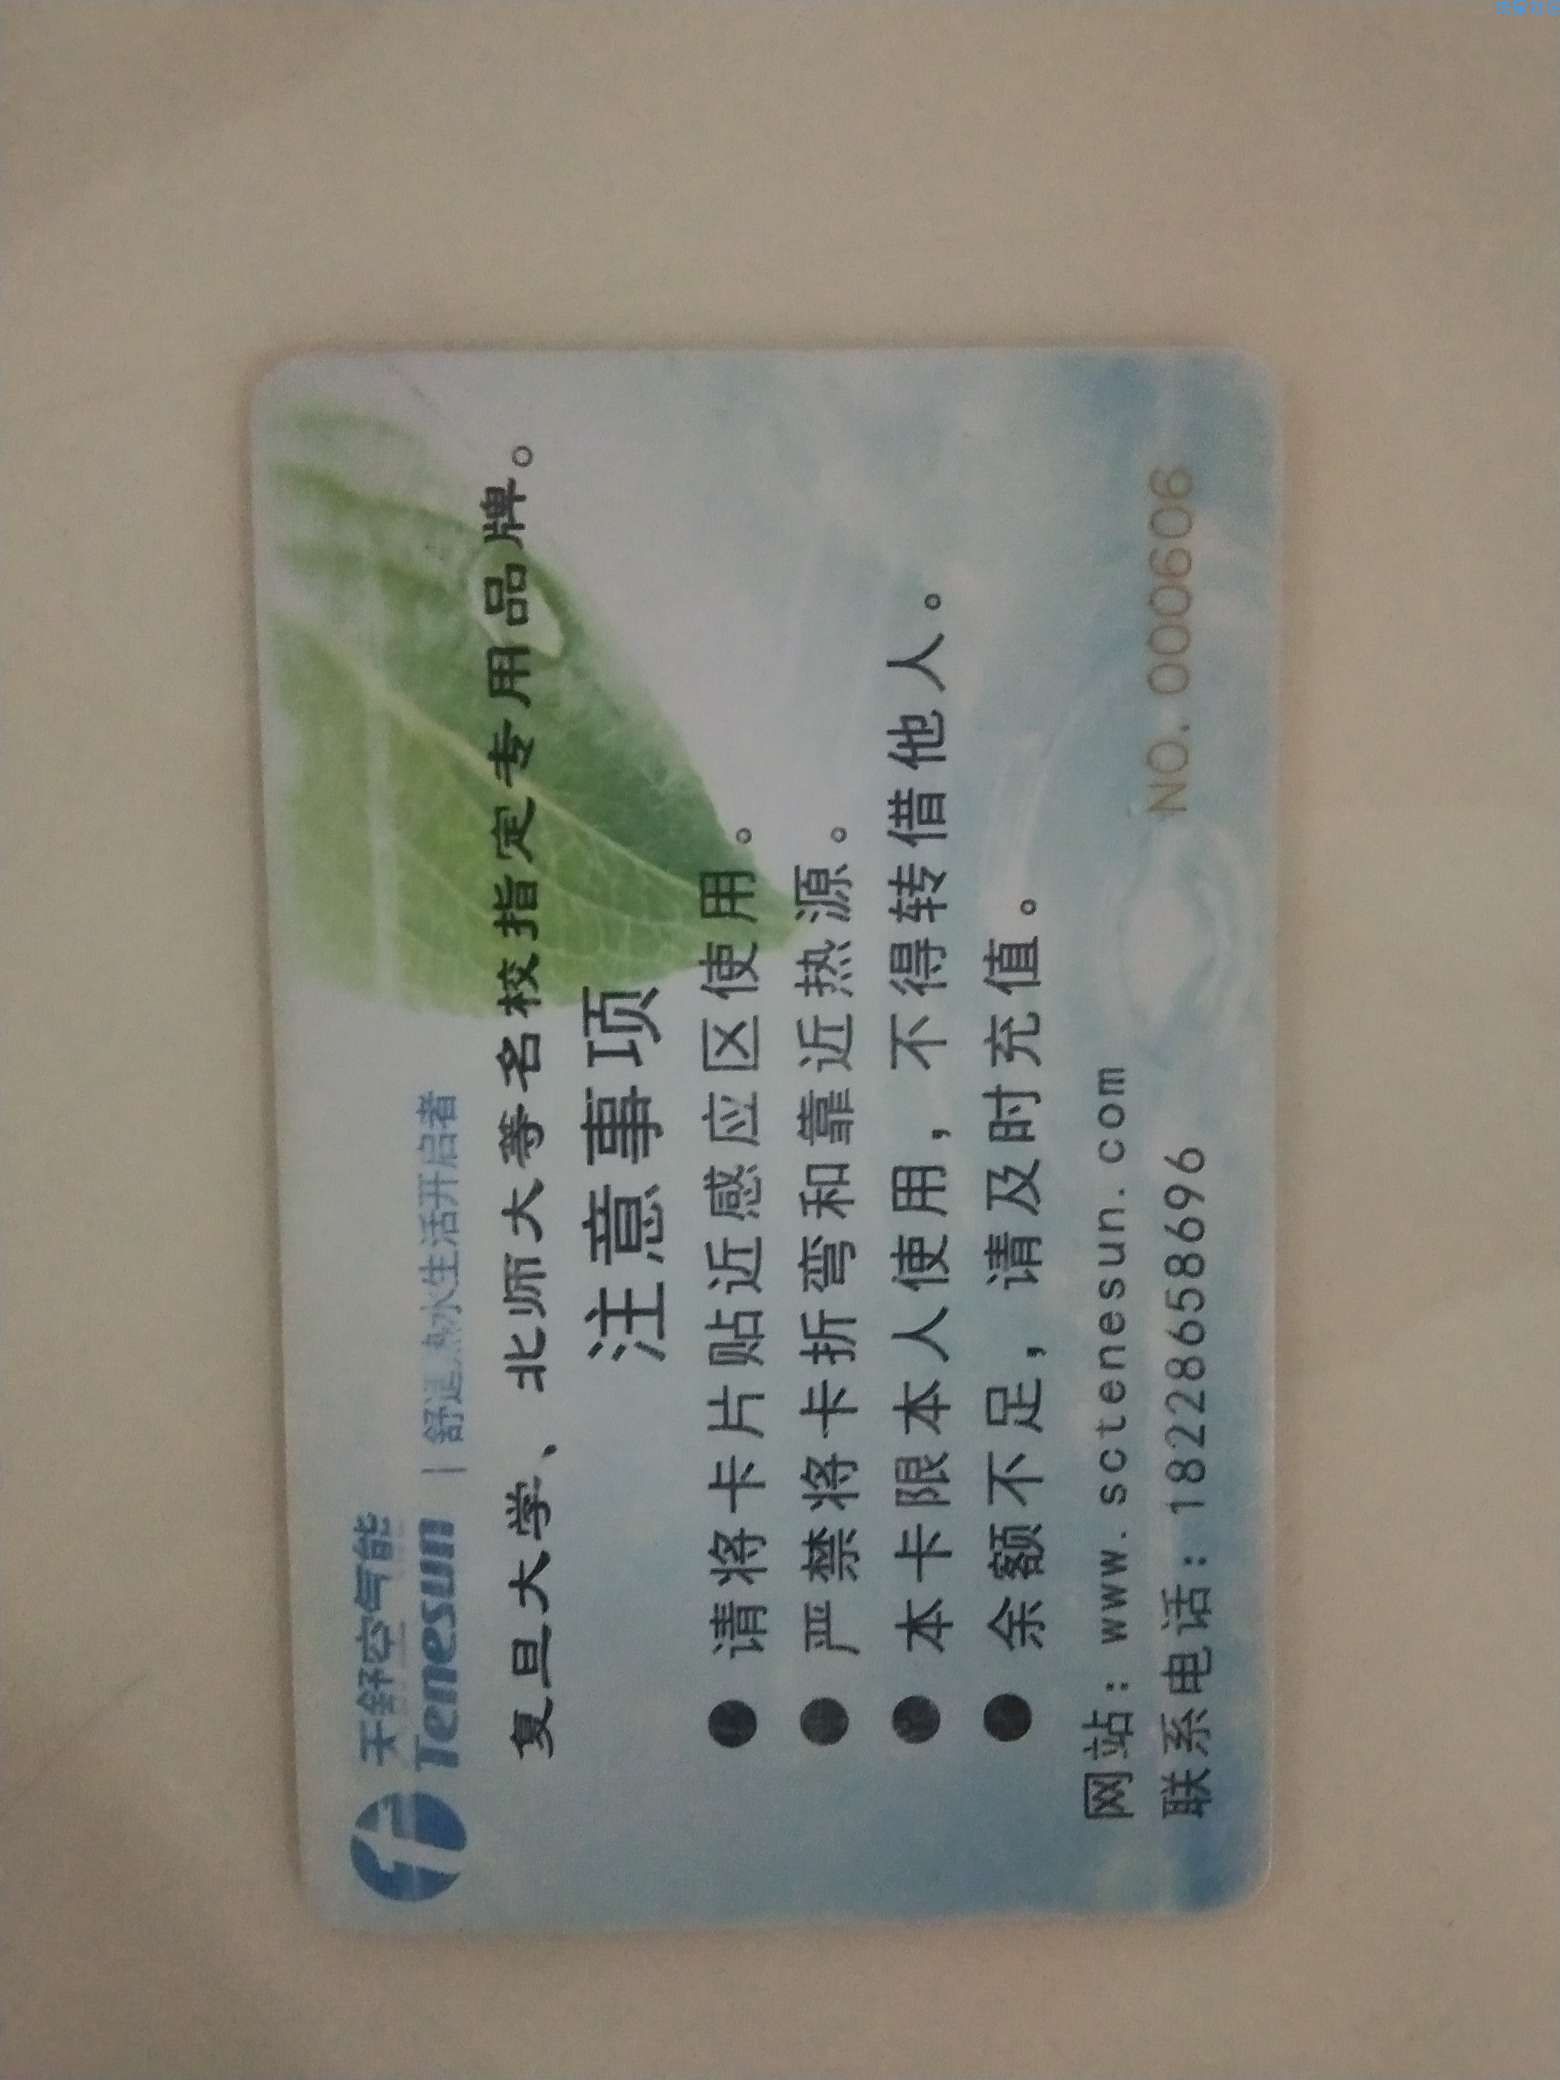 天舒空气能
Tenesun | 舒适热水生活开启者
复旦大学、北师大等名校指定专用品牌。
注意事项
● 请将卡片贴近感应区使用。
● 严禁将卡折弯和靠近热源。
● 本卡限本人使用，不得转借他人。
● 余额不足，请及时充值。
网站：www.sctenesun.com
联系电话：18228658696
NO.000606